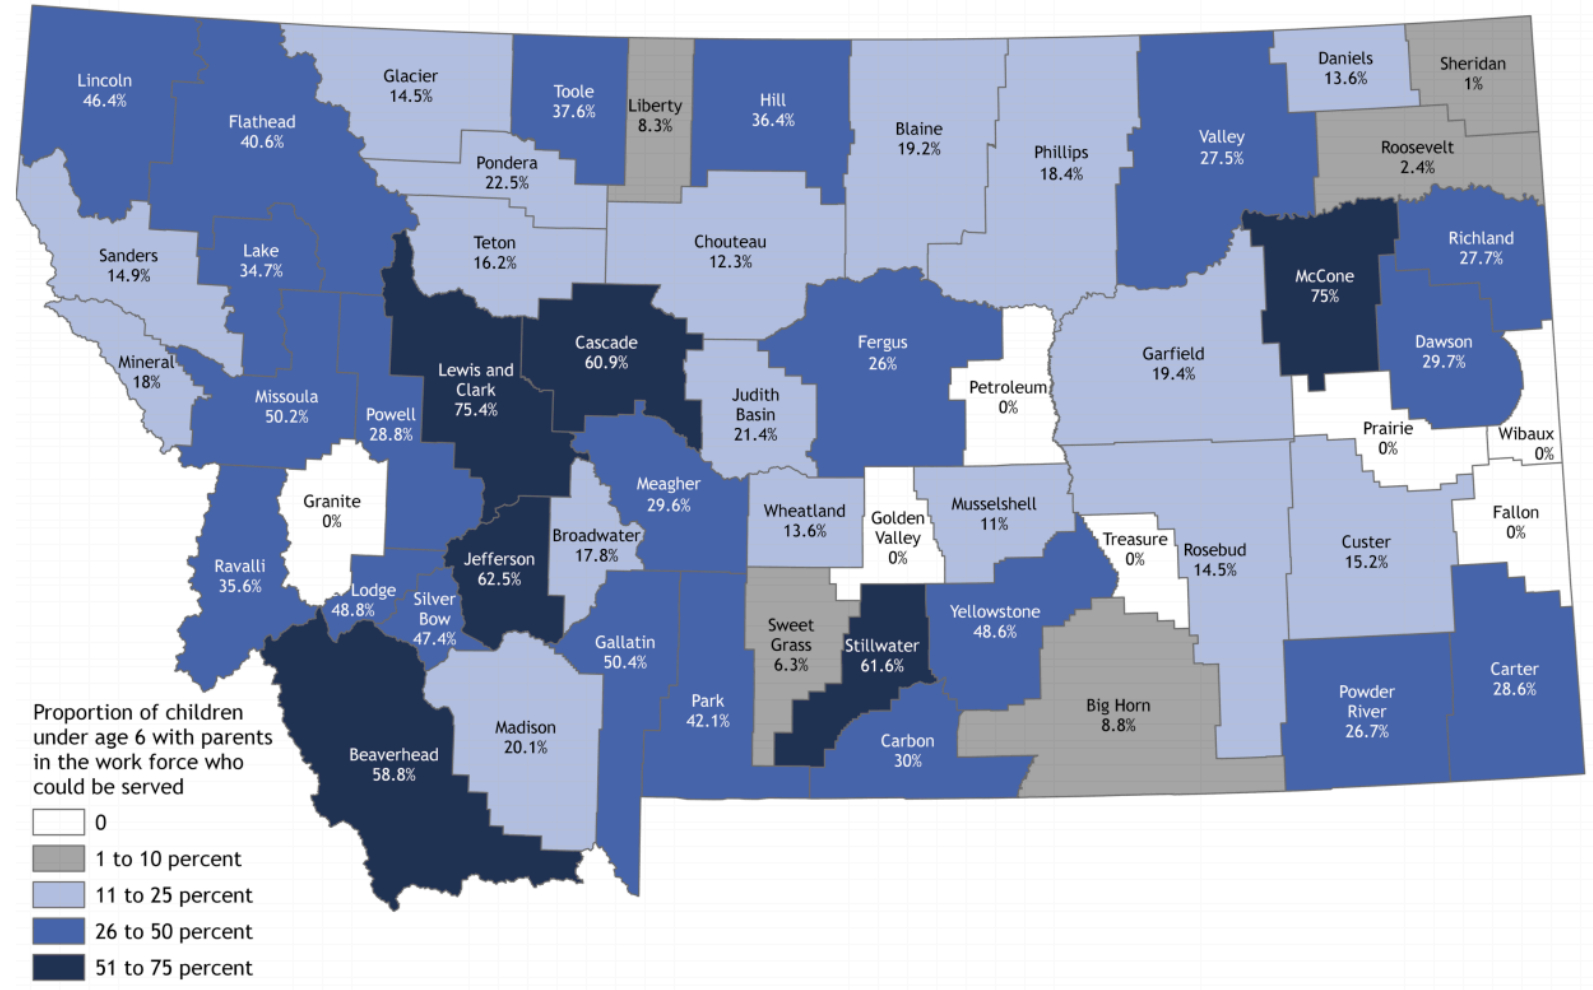 Lincoln
46.4%
Flathead
40.6%
Glacier
14.5%
Toole
37.6%
Liberty
8.3%
Hill
36.4%
Blaine
19.2%
Phillips
18.4%
Valley
27.5%
Daniels
13.6%
Sheridan
1%
Roosevelt
2.4%
Pondera
22.5%
Sanders
14.9%
Lake
34.7%
Teton
16.2%
Chouteau
12.3%
McCone
75%
Richland
27.7%
Mineral
18%
Missoula
50.2%
Powell
28.8%
Lewis and
Clark
75.4%
Cascade
60.9%
Judith
Basin
21.4%
Fergus
26%
Petroleum
0%
Garfield
19.4%
Dawson
29.7%
Prairie
0%
Wibaux
0%
Granite
0%
Meagher
29.6%
Wheatland
13.6%
Golden
Valley
0%
Musselshell
11%
Treasure
0%
Rosebud
14.5%
Custer
15.2%
Fallon
0%
Ravalli
35.6%
Lodge
48.8%
Silver
Bow
47.4%
Jefferson
62.5%
Broadwater
17.8%
Gallatin
50.4%
Park
42.1%
Sweet
Grass
6.3%
Stillwater
61.6%
Yellowstone
48.6%
Big Horn
8.8%
Powder
River
26.7%
Carter
28.6%
Beaverhead
58.8%
Madison
20.1%
Carbon
30%
Proportion of children
under age 6 with parents
in the work force who
could be served
0
1 to 10 percent
11 to 25 percent
26 to 50 percent
51 to 75 percent